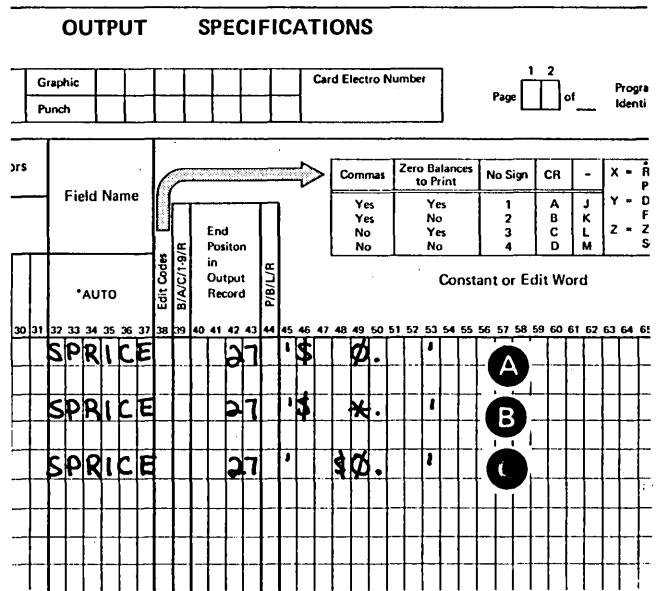 OUTPUT SPECIFICATIONS
Graphic
Punch
Card Electro Number
1 2
Page of
Progra
Identi
ors
Field Name
Edit Codes
B/A/C/1-9/R
End
Positon
in
Output
Record
P/B/L/R
*AUTO
Commas Zero Balances to Print No Sign CR - X =
Yes Yes 1 A J Y = D
Yes No 2 B K
No Yes 3 C L Z = Z
No No 4 D M
Constant or Edit Word
30 31 32 33 34 35 36 37 38 39 40 41 42 43 44 45 46 47 48 49 50 51 52 53 54 55 56 57 58 59 60 61 62 63 64 65
SPRICE 27 '$ 0. ' A
SPRICE 27 '$ *. ' B
SPRICE 27 ' $0. '